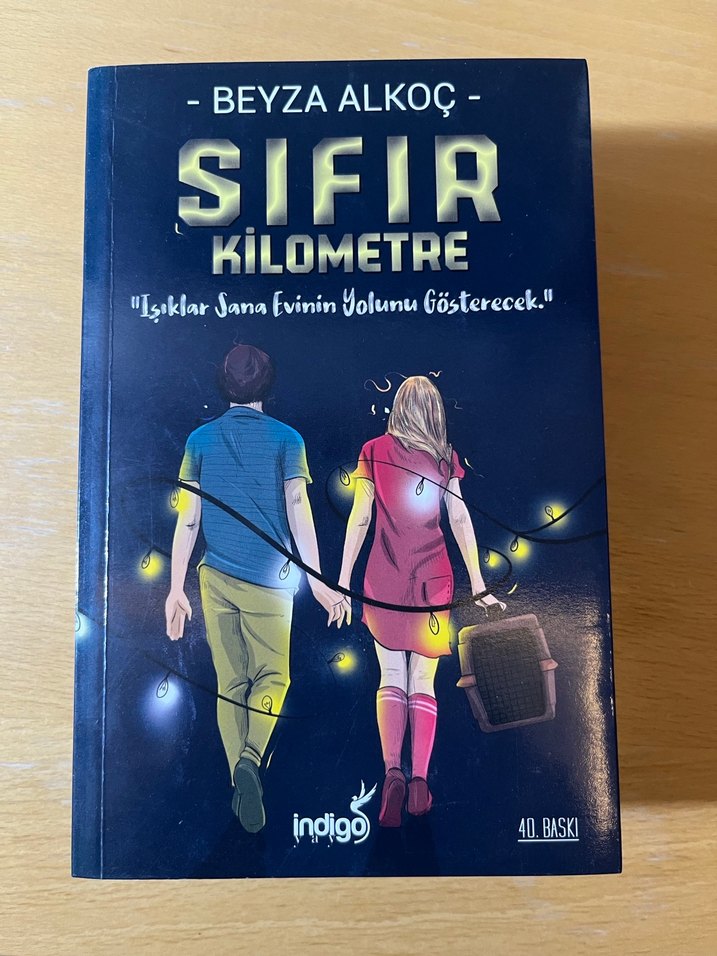 - BEYZA ALKOÇ -
SIFIR
KİLOMETRE
"Işıklar Sana Evinin Yolunu Gösterecek."
indigo
40. BASKI